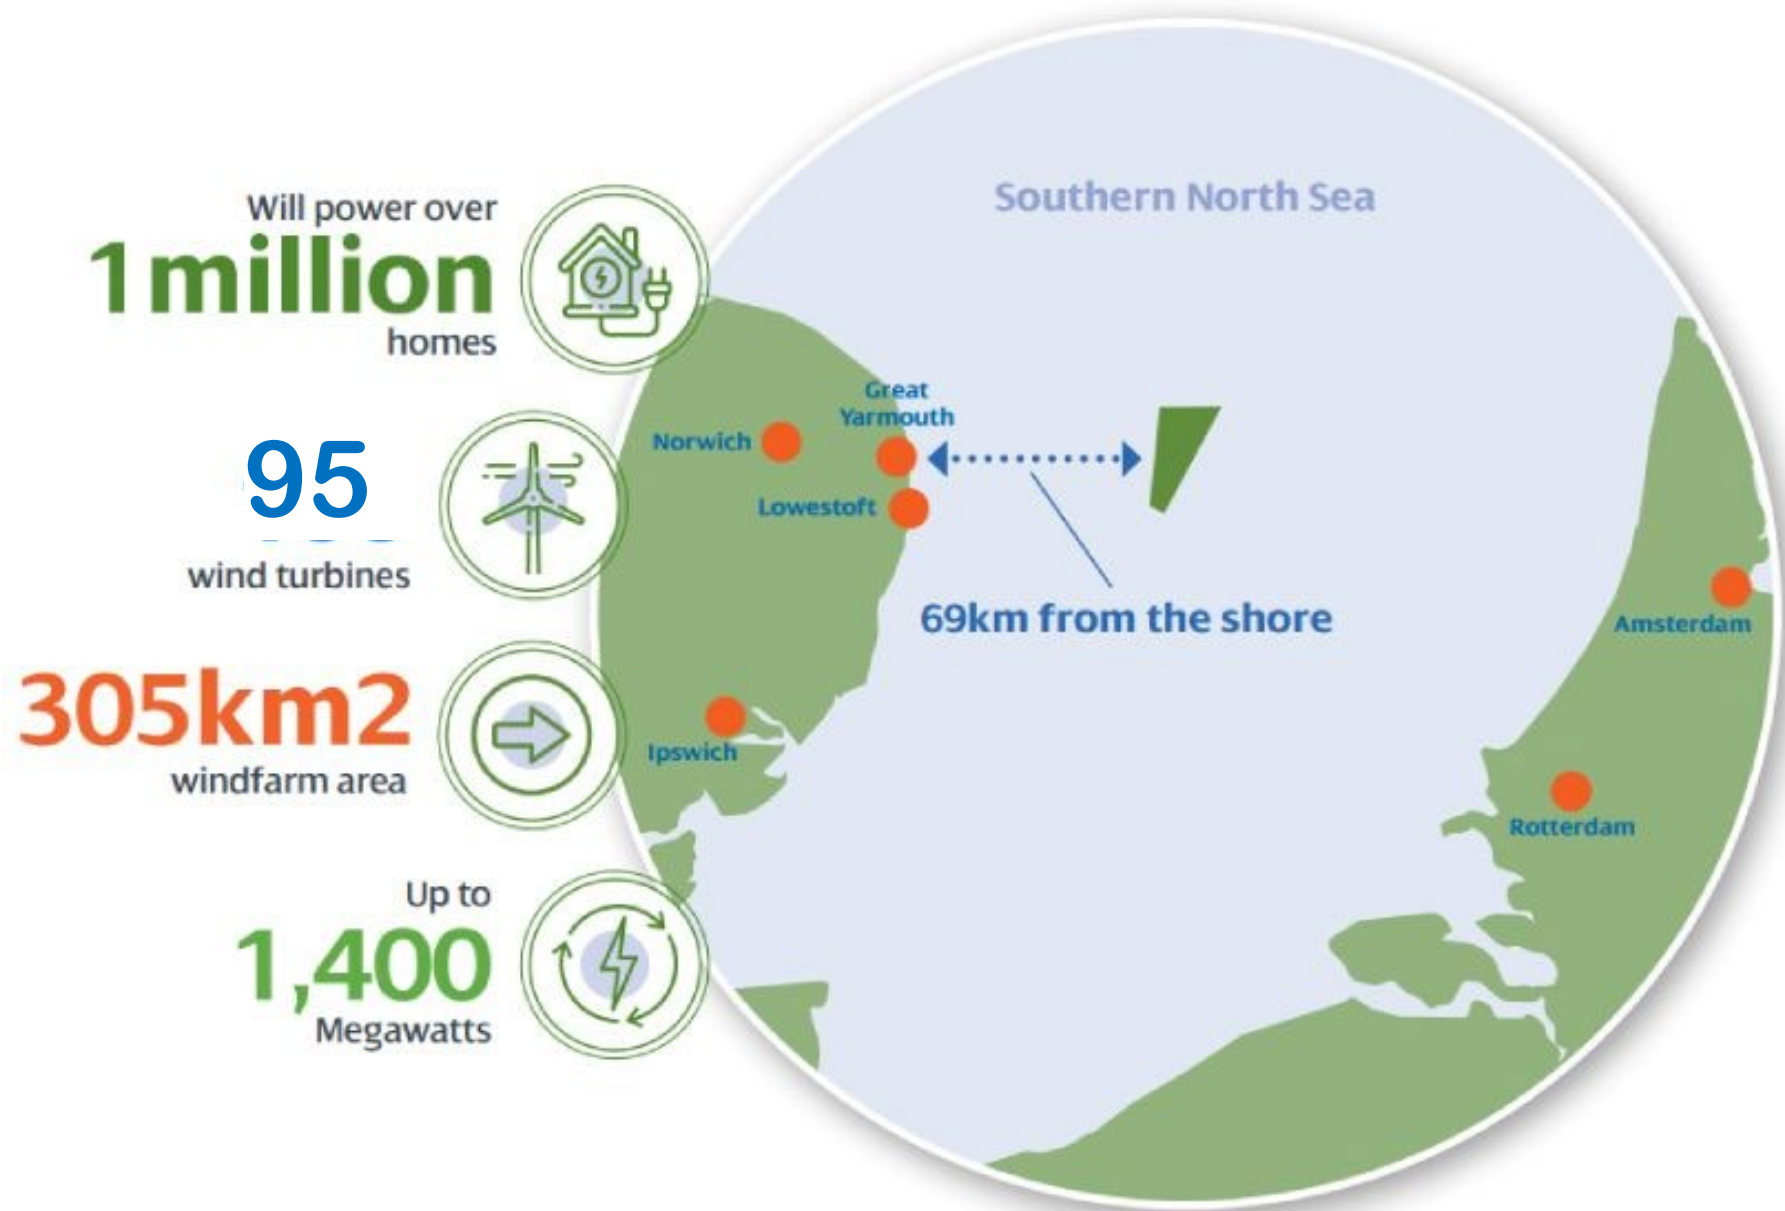 Will power over
1 million
homes
95
wind turbines
305km2
windfarm area
Up to
1,400
Megawatts
Southern North Sea
Great
Yarmouth
Norwich
Lowestoft
69km from the shore
Ipswich
Amsterdam
Rotterdam